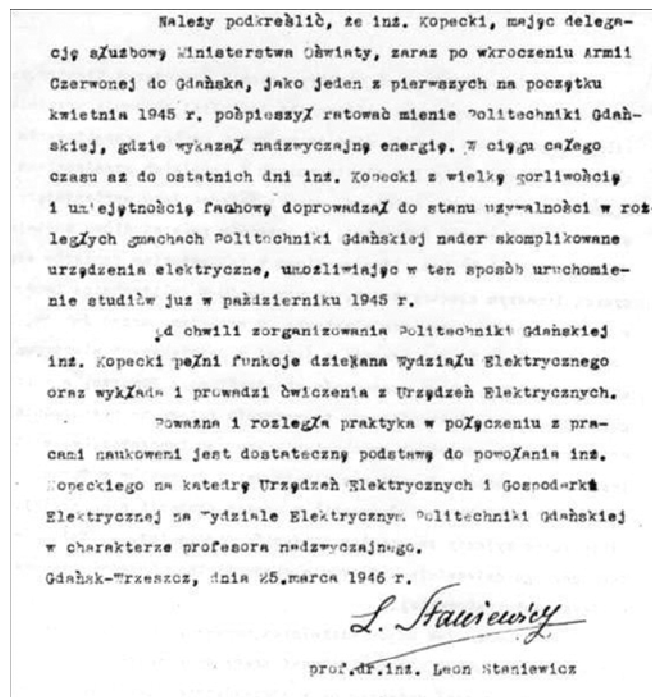 Należy podkreślić, że inż. Kopecki, mając delega-
cję służbową Ministerstwa Oświaty, zaraz po wkroczeniu Armii
Czerwonej do Gdańska, jako jeden z pierwszych na początku
kwietnia 1945 r. pośpieszył ratować mienie Politechniki Gdań-
skiej, gdzie wykazał nadzwyczajną energię. W ciągu całego
czasu aż do ostatnich dni inż. Kopecki z wielką gorliwością
i umiejętnością fachową doprowadzał do stanu używalności w roz-
ległych gmachach Politechniki Gdańskiej nader skomplikowane
urządzenia elektryczne, umożliwiając w ten sposób uruchomie-
nie studiów już w październiku 1945 r.
Od chwili zorganizowania Politechniki Gdańskiej
inż. Kopecki pełni funkcje dziekana Wydziału Elektrycznego
oraz wykłada i prowadzi ćwiczenia z Urządzeń Elektrycznych.
Poważna i rozległa praktyka w połączeniu z pra-
cami naukowemi jest dostateczną podstawą do powołania inż.
Kopeckiego na katedrę Urządzeń Elektrycznych i Gospodarki
Elektrycznej na Wydziale Elektrycznym Politechniki Gdańskiej
w charakterze profesora nadzwyczajnego.
Gdańsk-Wrzeszcz, dnia 25.marca 1946 r.
L. Staniewicz
prof.dr.inż. Leon Staniewicz